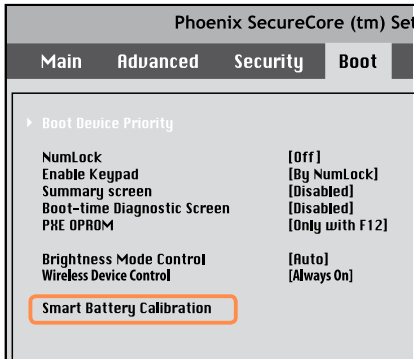 Phoenix SecureCore (tm) Set
Main Advanced Security Boot
Boot Device Priority
NumLock [Off]
Enable Keypad [By NumLock]
Summary screen [Disabled]
Boot-time Diagnostic Screen [Disabled]
PXE OPROM [Only with F12]
Brightness Mode Control [Auto]
Wireless Device Control [Always On]
Smart Battery Calibration